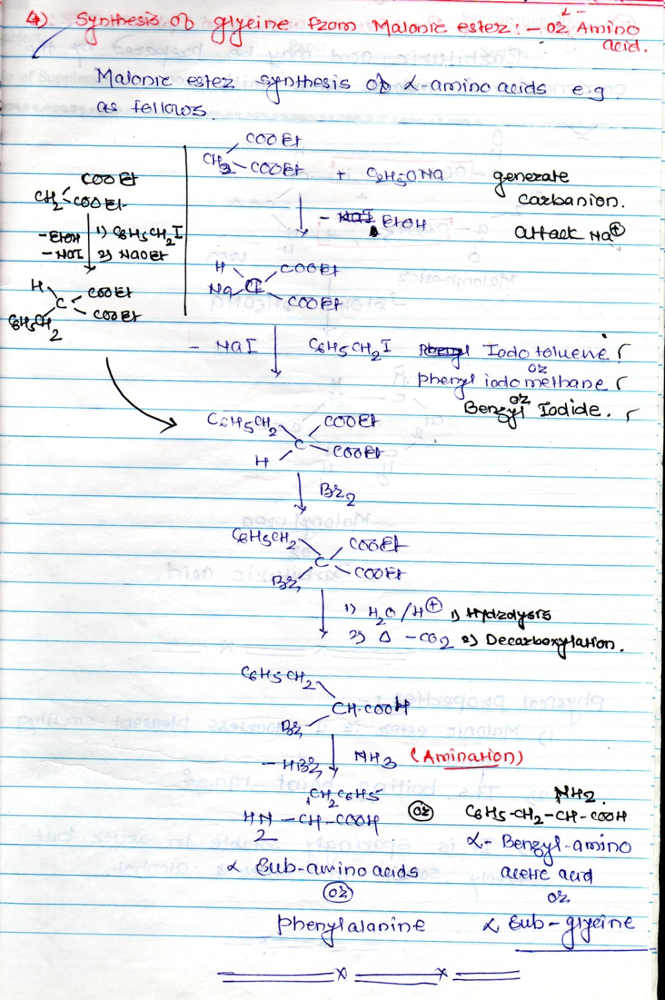 4) Synthesis of glycine from Malonic ester :- or α- Amino
acid.
Malonic ester synthesis of α-amino acids e.g.
as follows.
COOEt
CH2 COOEt + C2H5ONa generate
carbanion.
- EtOH attack Na⊕
H COOEt
Na C COOEt
COOEt
CH2 COOEt
-EtOH 1) C6H5CH2I
-NaI 2) NaOEt
H C COOEt
COOEt
C6H5CH2
- NaI C6H5CH2I Iodo toluene
or
phenyl iodo methane
or
Benzyl Iodide.
C6H5CH2 COOEt
C COOEt
H
Br2
C6H5CH2 COOEt
C COOEt
Br
1) H2O/H⊕ 1) Hydrolysis
2) Δ -CO2 2) Decarboxylation.
C6H5CH2
CH.COOH
Br
-HBr NH3 (Amination)
CH2C6H5 NH2.
H2N-CH-COOH or C6H5-CH2-CH-COOH
α Sub-amino acids α- Benzyl-amino
or acetic acid
or
phenylalanine α Sub-glycine
x x